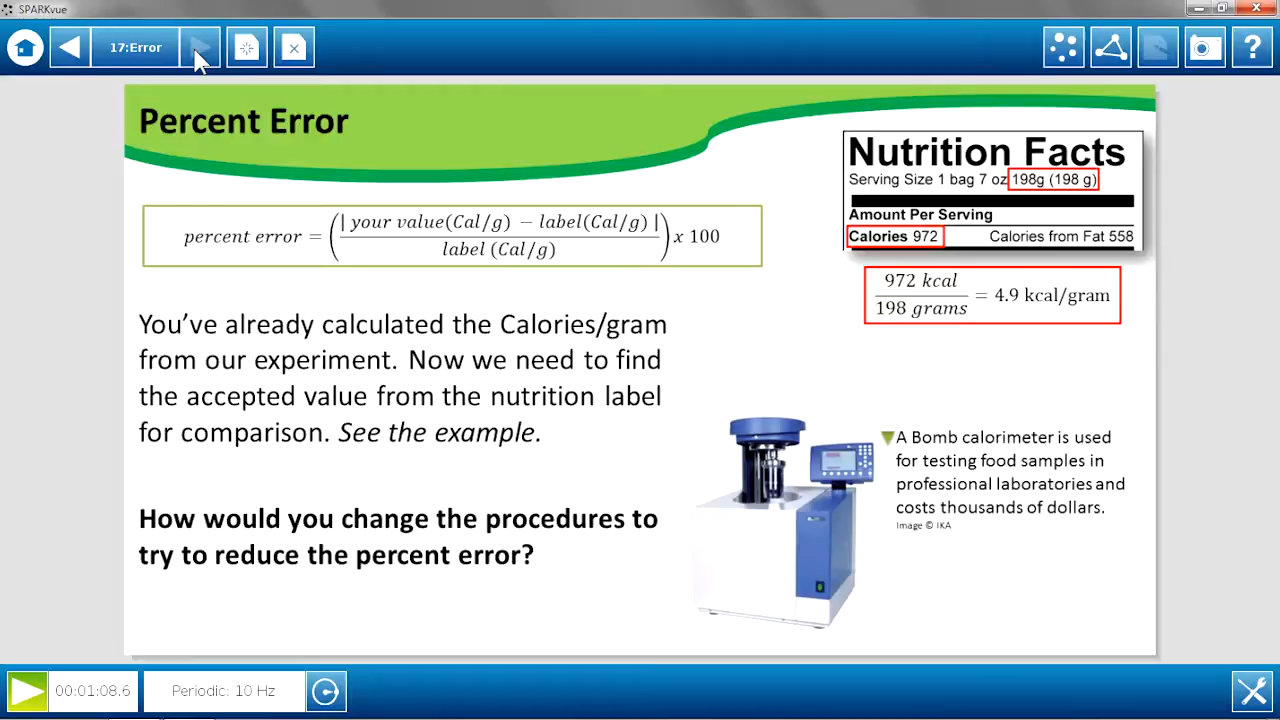 SPARKvue
17:Error
Percent Error
Nutrition Facts
Serving Size 1 bag 7 oz 198g (198 g)
Amount Per Serving
Calories 972 Calories from Fat 558
percent error = (| your value(Cal/g) − label(Cal/g) | / label (Cal/g)) x 100
972 kcal / 198 grams = 4.9 kcal/gram
You've already calculated the Calories/gram
from our experiment. Now we need to find
the accepted value from the nutrition label
for comparison. See the example.
How would you change the procedures to
try to reduce the percent error?
A Bomb calorimeter is used
for testing food samples in
professional laboratories and
costs thousands of dollars.
Image © IKA
00:01:08.6
Periodic: 10 Hz